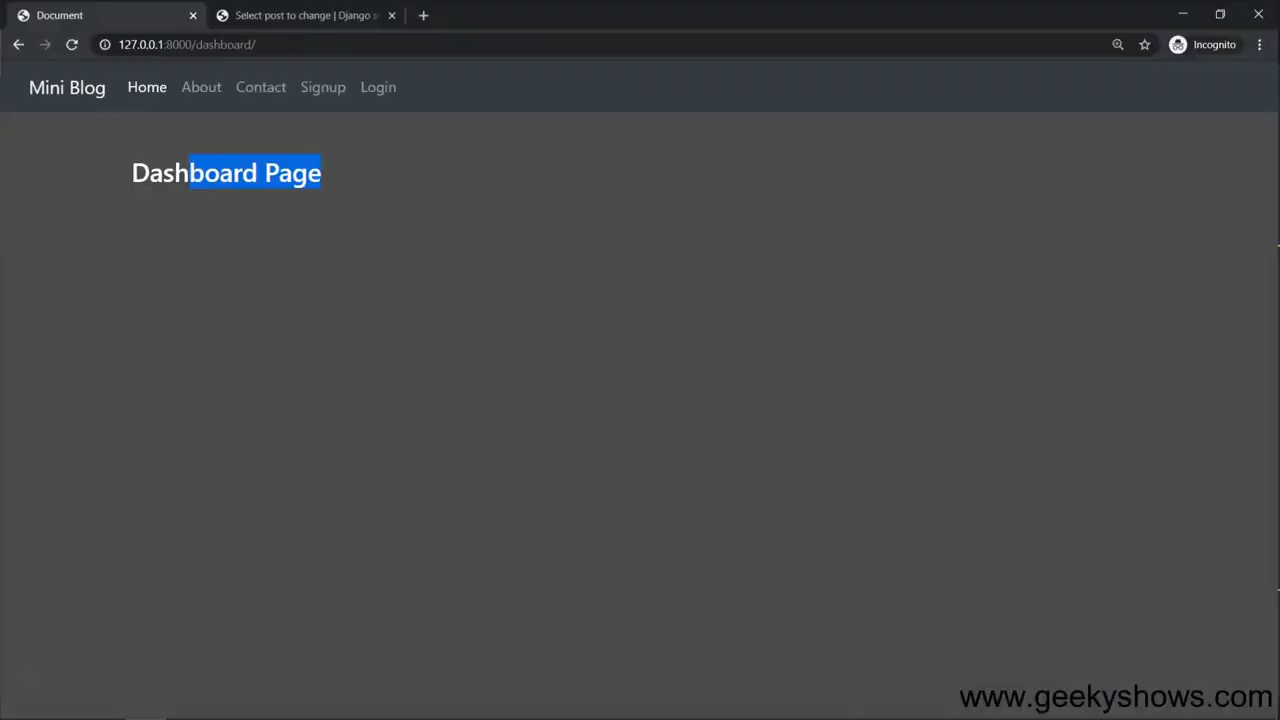 Document
Select post to change | Django s
127.0.0.1:8000/dashboard/
Incognito
Mini Blog Home About Contact Signup Login
Dashboard Page
www.geekyshows.com